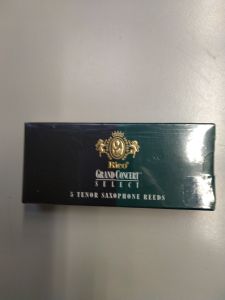 Rico®
GRAND CONCERT®
SELECT
5 TENOR SAXOPHONE REEDS